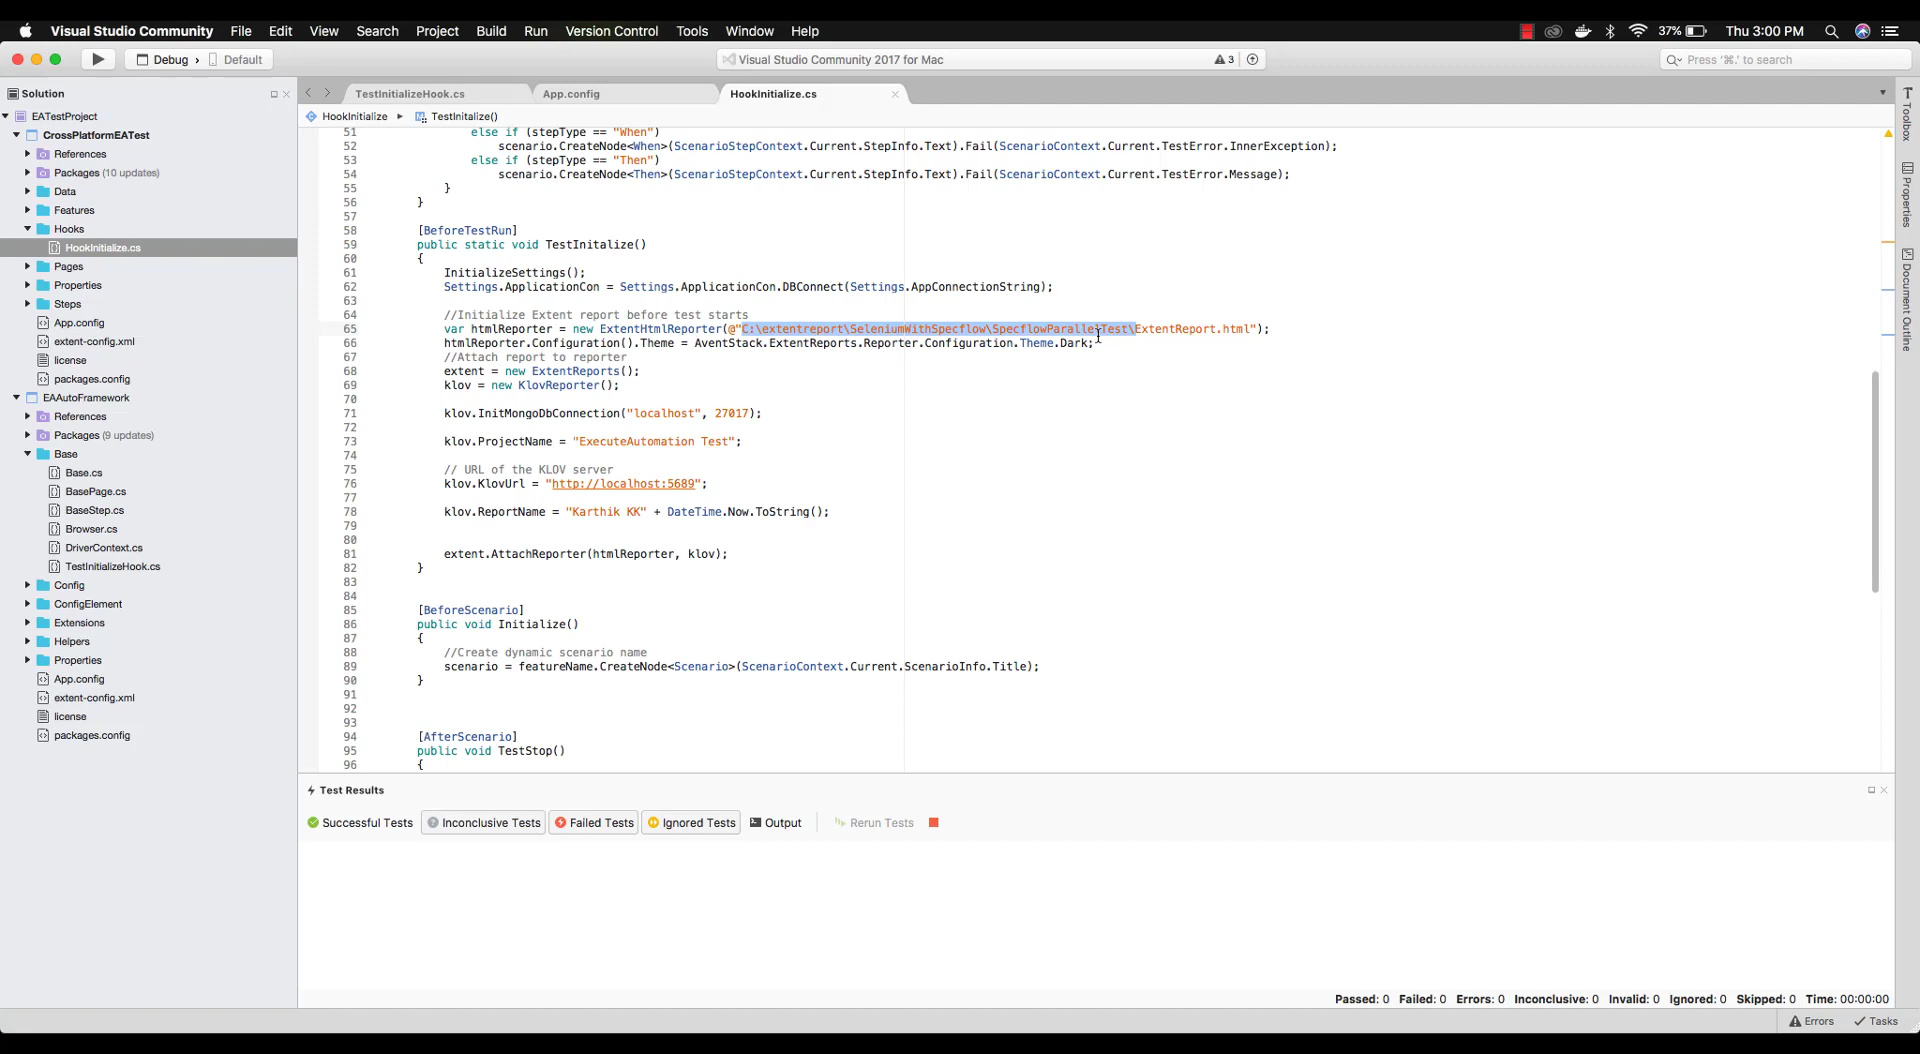 Visual Studio Community File Edit View Search Project Build Run Version Control Tools Window Help 37% Thu 3:00 PM
Debug › Default Visual Studio Community 2017 for Mac 3 Press '⌘.' to search
Solution
EATestProject
CrossPlatformEATest
References
Packages (10 updates)
Data
Features
Hooks
HookInitialize.cs
Pages
Properties
Steps
App.config
extent-config.xml
license
packages.config
EAAutoFramework
References
Packages (9 updates)
Base
Base.cs
BasePage.cs
BaseStep.cs
Browser.cs
DriverContext.cs
TestInitializeHook.cs
Config
ConfigElement
Extensions
Helpers
Properties
App.config
extent-config.xml
license
packages.config
TestInitializeHook.cs App.config HookInitialize.cs
HookInitialize ▸ TestInitalize()
51 else if (stepType == "When")
52 scenario.CreateNode<When>(ScenarioStepContext.Current.StepInfo.Text).Fail(ScenarioContext.Current.TestError.InnerException);
53 else if (stepType == "Then")
54 scenario.CreateNode<Then>(ScenarioStepContext.Current.StepInfo.Text).Fail(ScenarioContext.Current.TestError.Message);
55 }
56 }
57
58 [BeforeTestRun]
59 public static void TestInitalize()
60 {
61 InitializeSettings();
62 Settings.ApplicationCon = Settings.ApplicationCon.DBConnect(Settings.AppConnectionString);
63
64 //Initialize Extent report before test starts
65 var htmlReporter = new ExtentHtmlReporter(@"C:\extentreport\SeleniumWithSpecflow\SpecflowParallelTest\ExtentReport.html");
66 htmlReporter.Configuration().Theme = AventStack.ExtentReports.Reporter.Configuration.Theme.Dark;
67 //Attach report to reporter
68 extent = new ExtentReports();
69 klov = new KlovReporter();
70
71 klov.InitMongoDbConnection("localhost", 27017);
72
73 klov.ProjectName = "ExecuteAutomation Test";
74
75 // URL of the KLOV server
76 klov.KlovUrl = "http://localhost:5689";
77
78 klov.ReportName = "Karthik KK" + DateTime.Now.ToString();
79
80
81 extent.AttachReporter(htmlReporter, klov);
82 }
83
84
85 [BeforeScenario]
86 public void Initialize()
87 {
88 //Create dynamic scenario name
89 scenario = featureName.CreateNode<Scenario>(ScenarioContext.Current.ScenarioInfo.Title);
90 }
91
92
93
94 [AfterScenario]
95 public void TestStop()
96 {
Toolbox
Properties
Document Outline
Test Results
Successful Tests Inconclusive Tests Failed Tests Ignored Tests Output Rerun Tests
Passed: 0 Failed: 0 Errors: 0 Inconclusive: 0 Invalid: 0 Ignored: 0 Skipped: 0 Time: 00:00:00
Errors Tasks